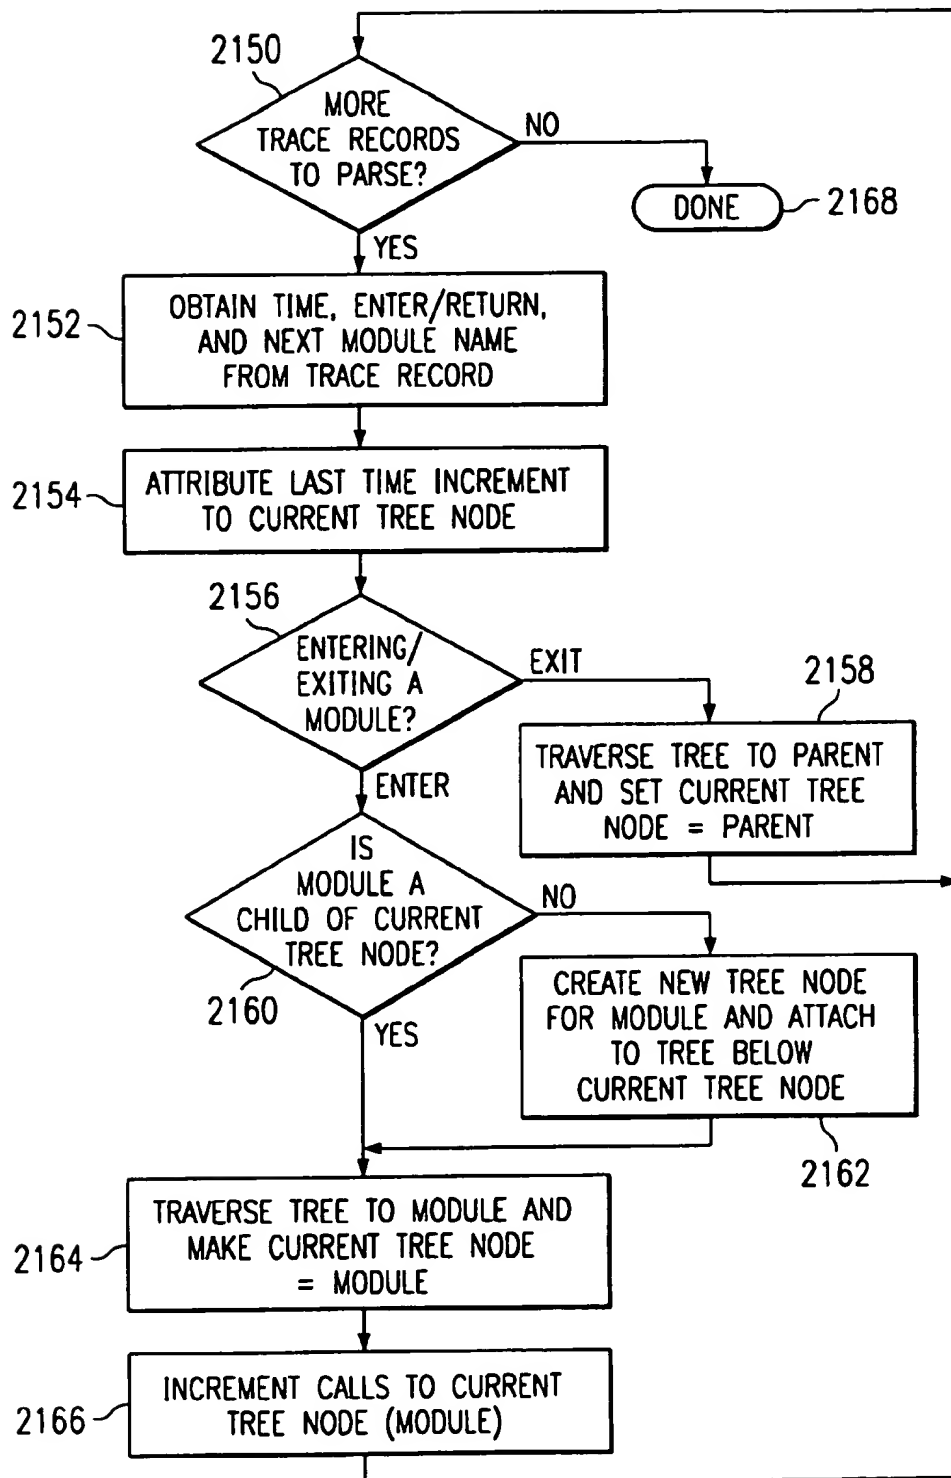 2150
MORE
TRACE RECORDS
TO PARSE?
NO
DONE
2168
YES
2152
OBTAIN TIME, ENTER/RETURN,
AND NEXT MODULE NAME
FROM TRACE RECORD
2154
ATTRIBUTE LAST TIME INCREMENT
TO CURRENT TREE NODE
2156
ENTERING/
EXITING A
MODULE?
EXIT
2158
TRAVERSE TREE TO PARENT
AND SET CURRENT TREE
NODE = PARENT
ENTER
IS
MODULE A
CHILD OF CURRENT
TREE NODE?
NO
2160
YES
CREATE NEW TREE NODE
FOR MODULE AND ATTACH
TO TREE BELOW
CURRENT TREE NODE
2162
2164
TRAVERSE TREE TO MODULE AND
MAKE CURRENT TREE NODE
= MODULE
2166
INCREMENT CALLS TO CURRENT
TREE NODE (MODULE)